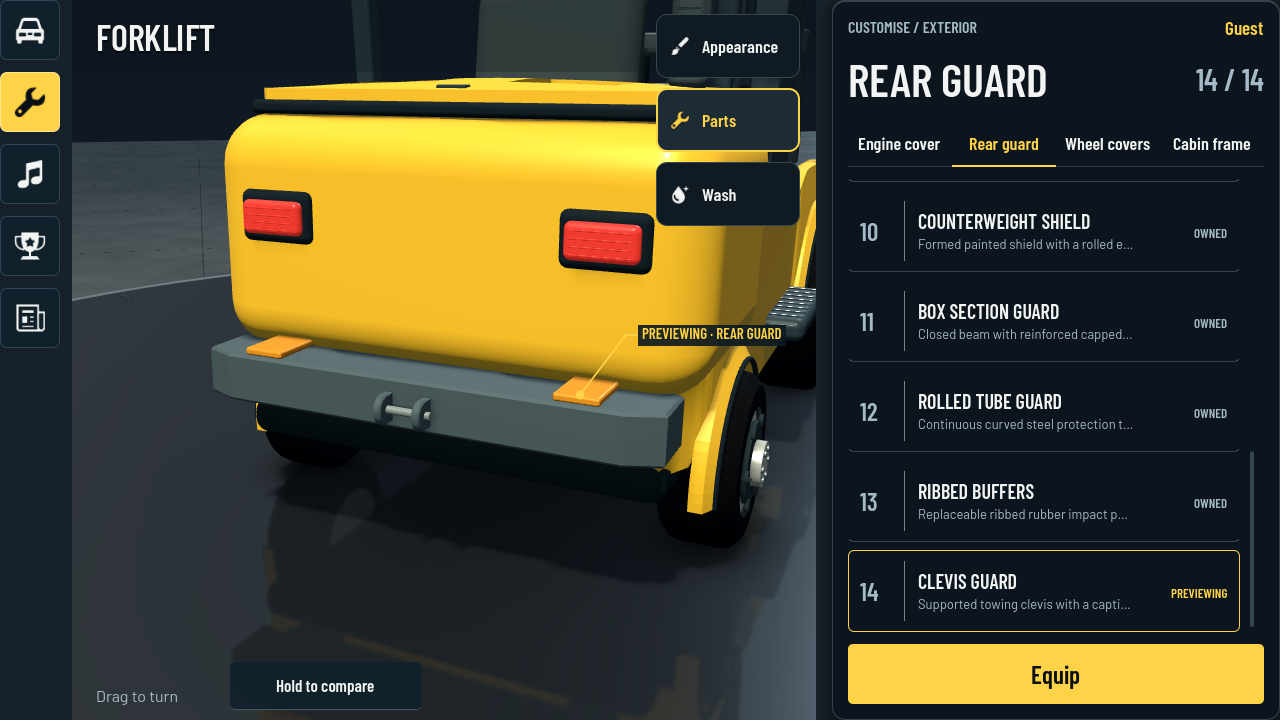 FORKLIFT
Appearance
Parts
Wash
PREVIEWING · REAR GUARD
Drag to turn
Hold to compare
CUSTOMISE / EXTERIOR
Guest
REAR GUARD
14 / 14
Engine cover
Rear guard
Wheel covers
Cabin frame
10
COUNTERWEIGHT SHIELD
Formed painted shield with a rolled e...
OWNED
11
BOX SECTION GUARD
Closed beam with reinforced capped...
OWNED
12
ROLLED TUBE GUARD
Continuous curved steel protection t...
OWNED
13
RIBBED BUFFERS
Replaceable ribbed rubber impact p...
OWNED
14
CLEVIS GUARD
Supported towing clevis with a capti...
PREVIEWING
Equip